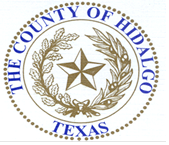 THE COUNTY OF HIDALGO
TEXAS